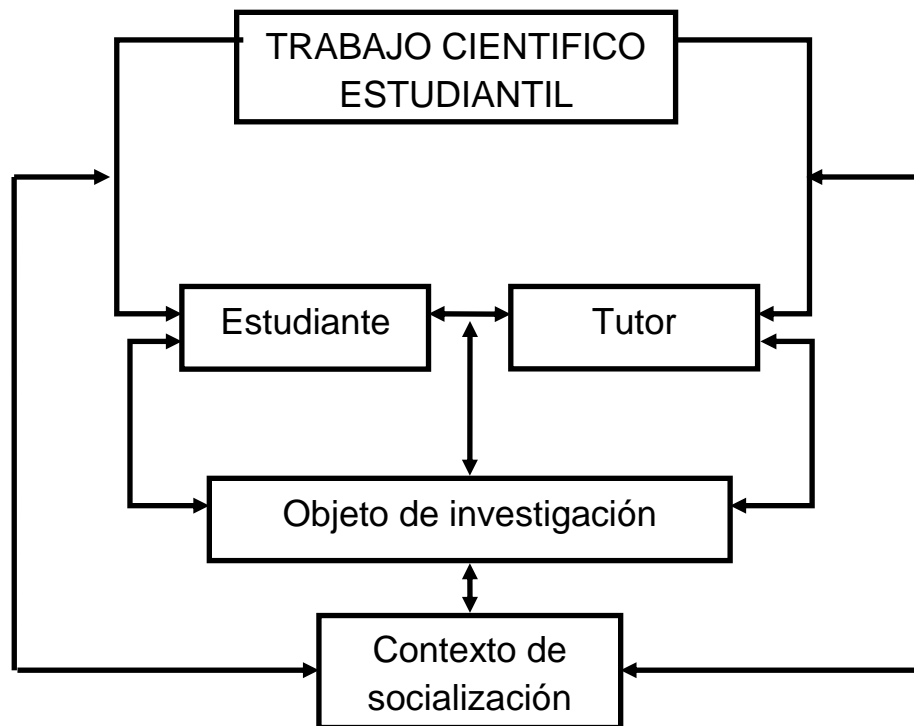 TRABAJO CIENTIFICO
ESTUDIANTIL
Estudiante
Tutor
Objeto de investigación
Contexto de
socialización